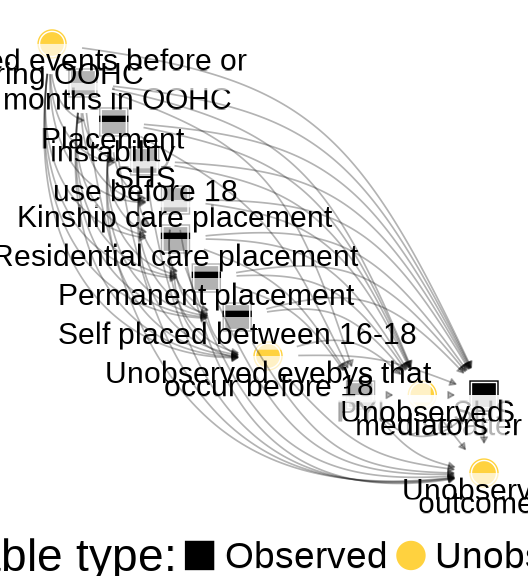 ed events before or
ring OOHC
months in OOHC
Placement
instability
SHS
use before 18
Kinship care placement
Residential care placement
Permanent placement
Self placed between 16-18
Unobserved evebys that
occur before 18
Unobserved
mediators
Unobserv
outcome
ble type: Observed Unobs